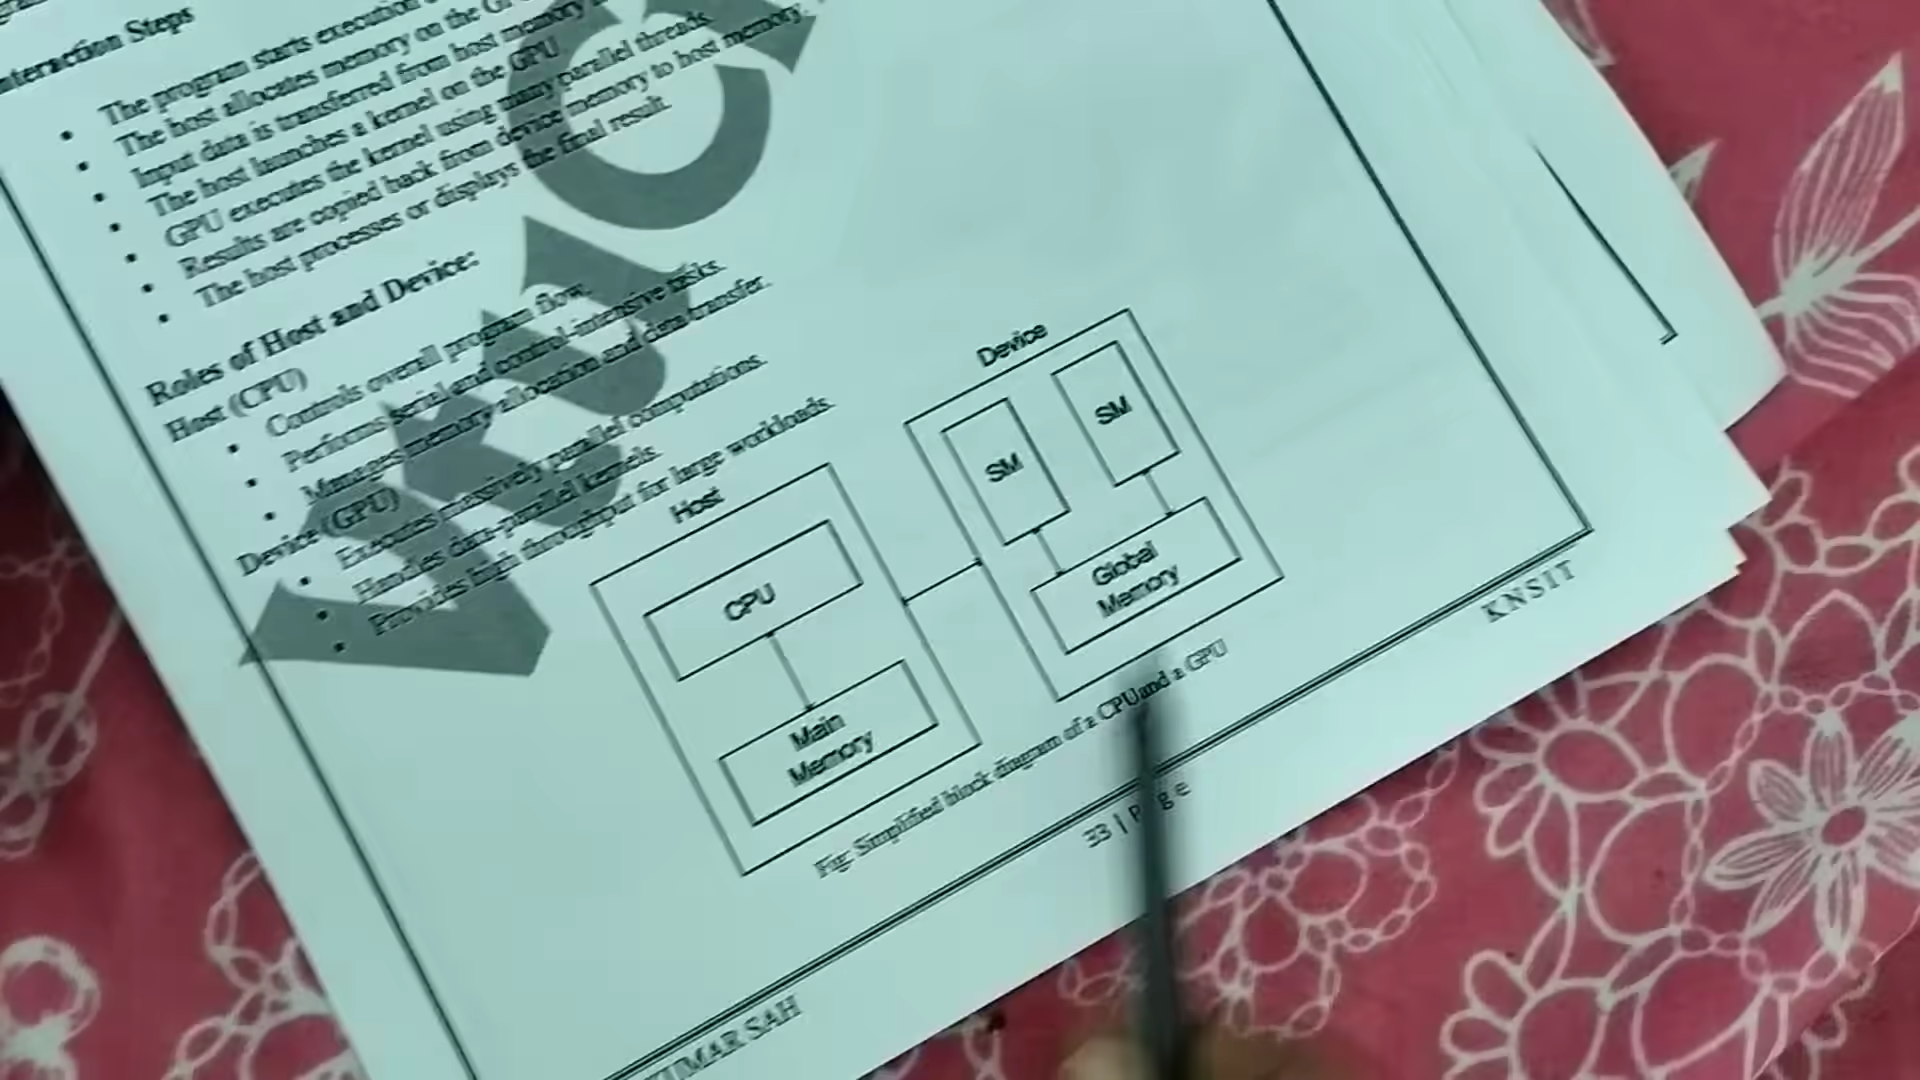 Interaction Steps
• The program starts execution
• The host allocates memory on the GPU
• Input data is transferred from host memory
• The host launches a kernel on the GPU
• GPU executes the kernel using many parallel threads.
• Results are copied back from device memory to host memory.
• The host processes or displays the final result.
Roles of Host and Device:
Host (CPU)
• Controls overall program flow.
• Performs serial and control-intensive tasks.
• Manages memory allocation and data transfer.
Device (GPU)
• Executes massively parallel computations.
• Handles data-parallel kernels.
• Provides high throughput for large workloads.
Host
CPU
Main
Memory
Device
SM
SM
Global
Memory
Fig: Simplified block diagram of a CPU and a GPU
33 | Page
KUMAR SAH
KNSIT